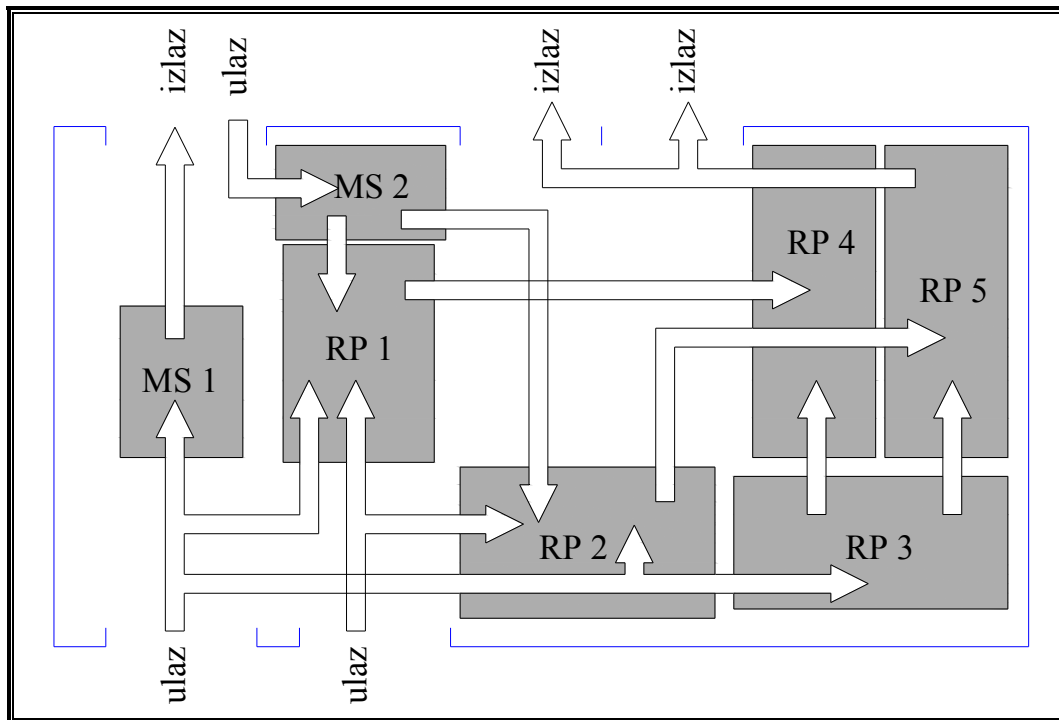 izlaz
ulaz
izlaz
izlaz
MS 2
RP 4
RP 5
RP 1
MS 1
RP 2
RP 3
ulaz
ulaz